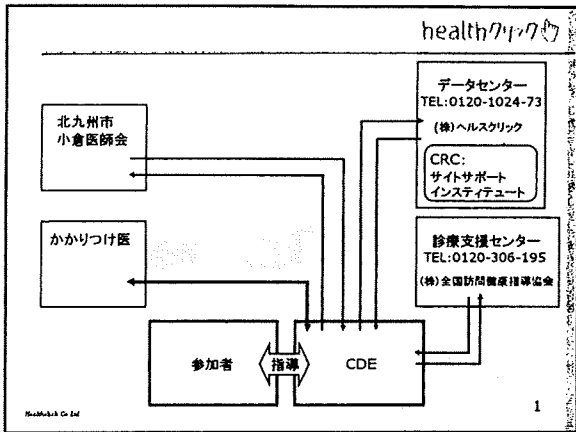 healthクリック
データセンター
TEL:0120-1024-73
(株)ヘルスクリック
CRC:
サイトサポート
インスティテュート
北九州市
小倉医師会
かかりつけ医
診療支援センター
TEL:0120-306-195
(株)全国訪問健康指導協会
参加者
指導
CDE
Healthclick Co Ltd
1